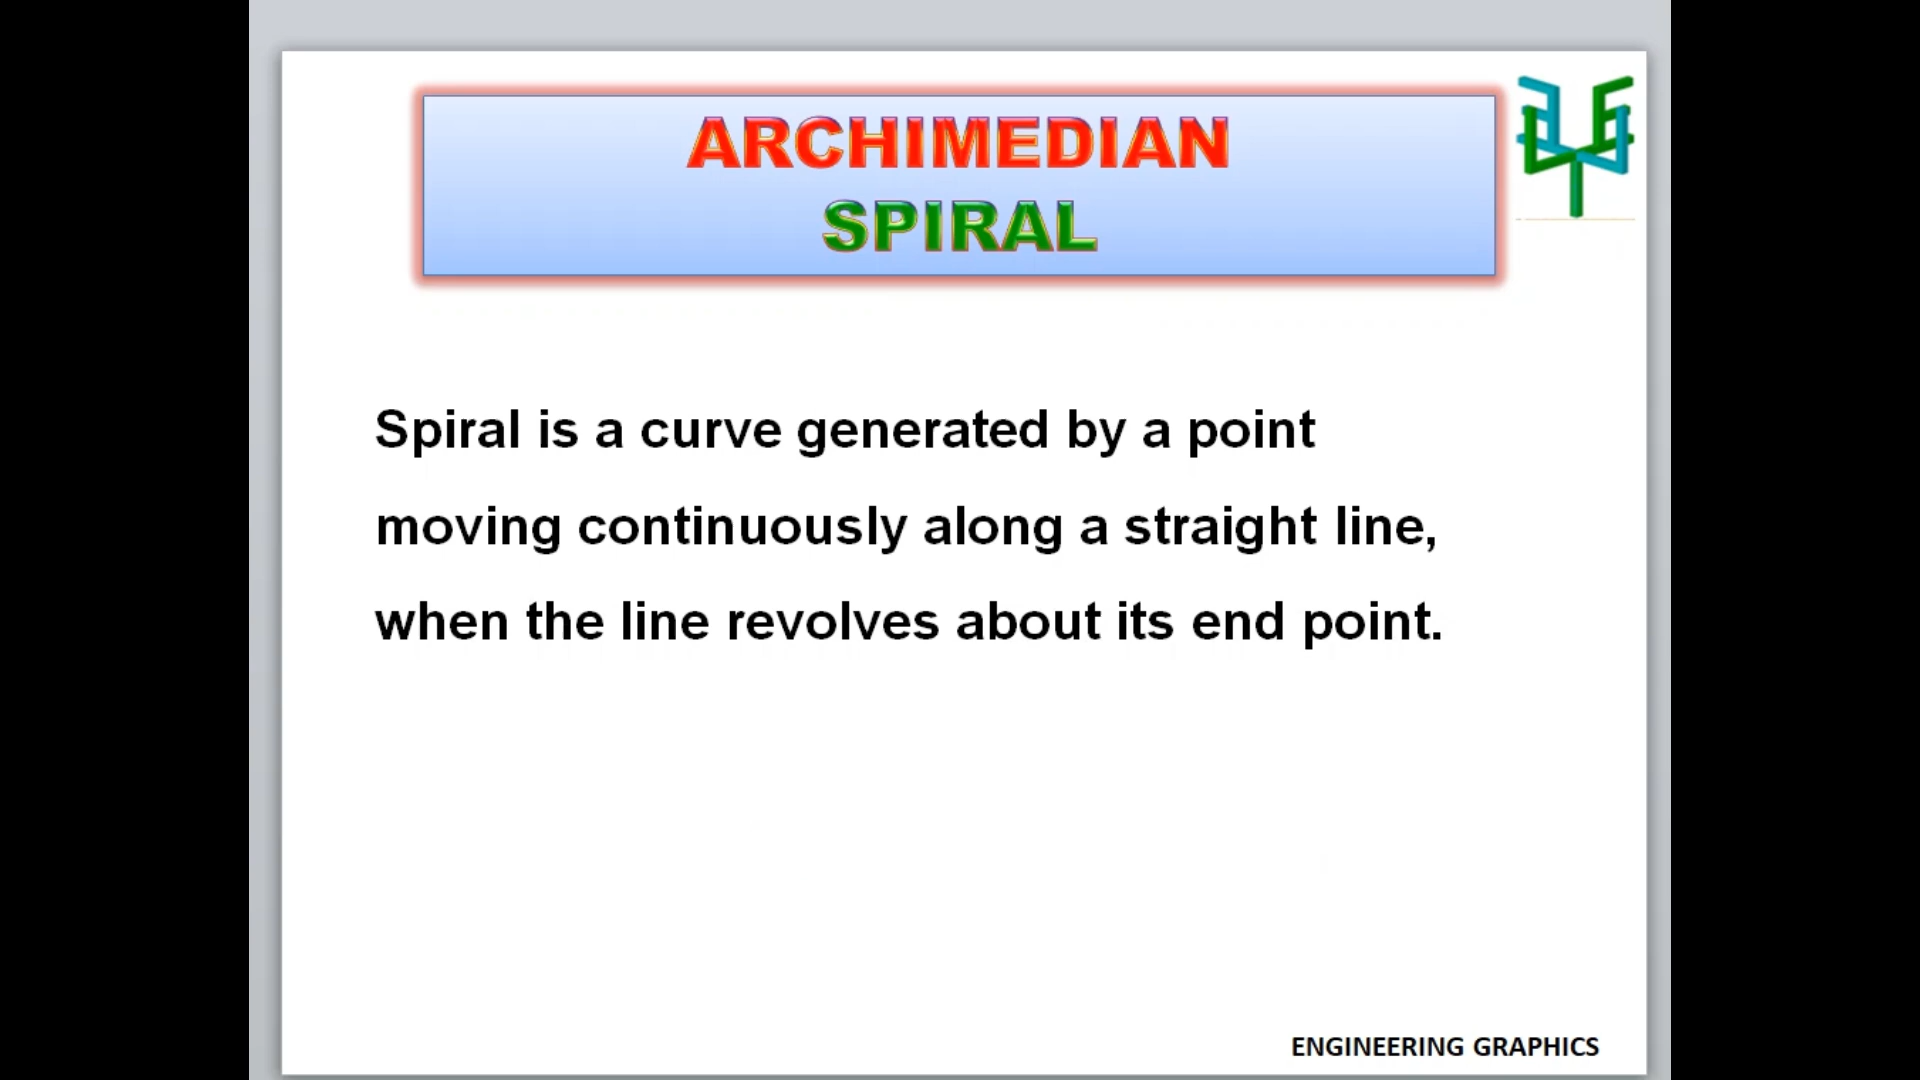 ARCHIMEDIAN
SPIRAL
Spiral is a curve generated by a point
moving continuously along a straight line,
when the line revolves about its end point.
ENGINEERING GRAPHICS